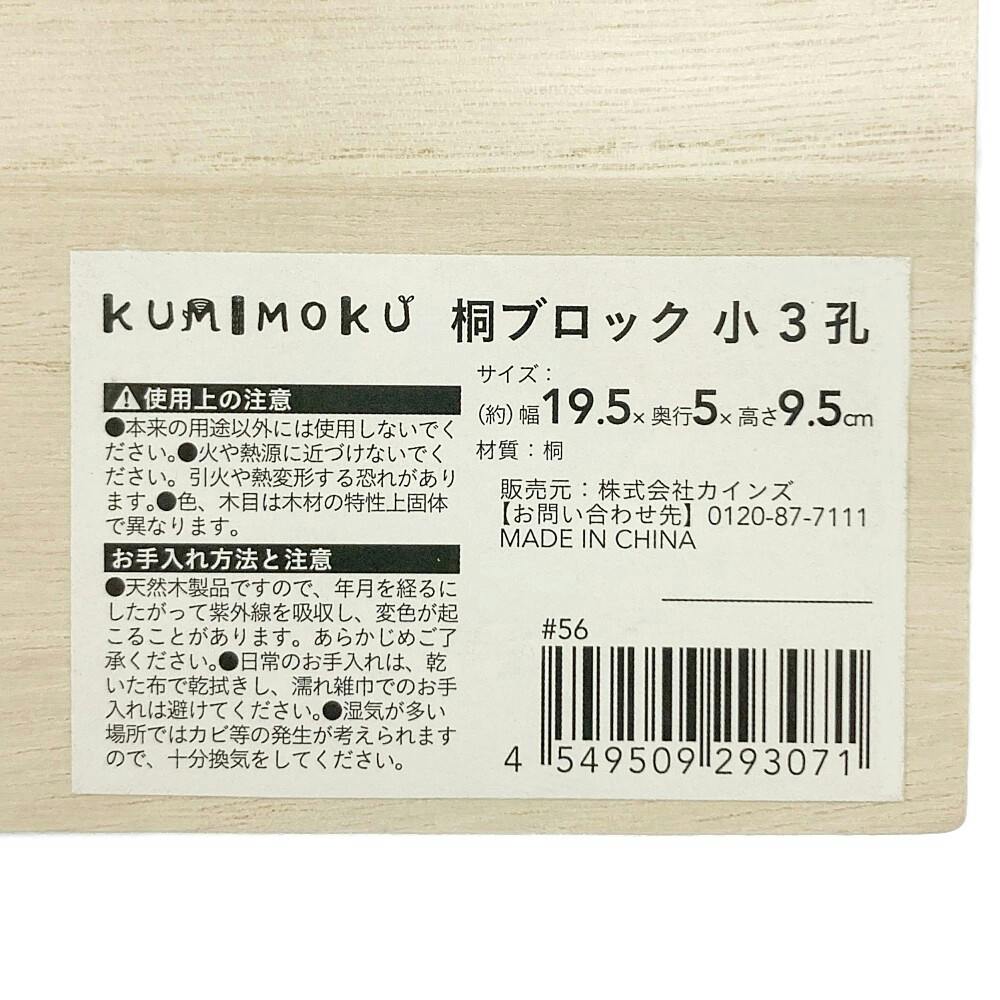 KUMIMOKU 桐ブロック 小 3 孔
⚠使用上の注意
●本来の用途以外には使用しないでく
ださい。●火や熱源に近づけないでく
ださい。引火や熱変形する恐れがあり
ます。●色、木目は木材の特性上固体
で異なります。
お手入れ方法と注意
●天然木製品ですので、年月を経るに
したがって紫外線を吸収し、変色が起
こることがあります。あらかじめご了
承ください。●日常のお手入れは、乾
いた布で乾拭きし、濡れ雑巾でのお手
入れは避けてください。●湿気が多い
場所ではカビ等の発生が考えられます
ので、十分換気をしてください。
サイズ：
(約) 幅19.5×奥行5×高さ9.5cm
材質：桐
販売元：株式会社カインズ
【お問い合わせ先】0120-87-7111
MADE IN CHINA
#56
4 549509 293071